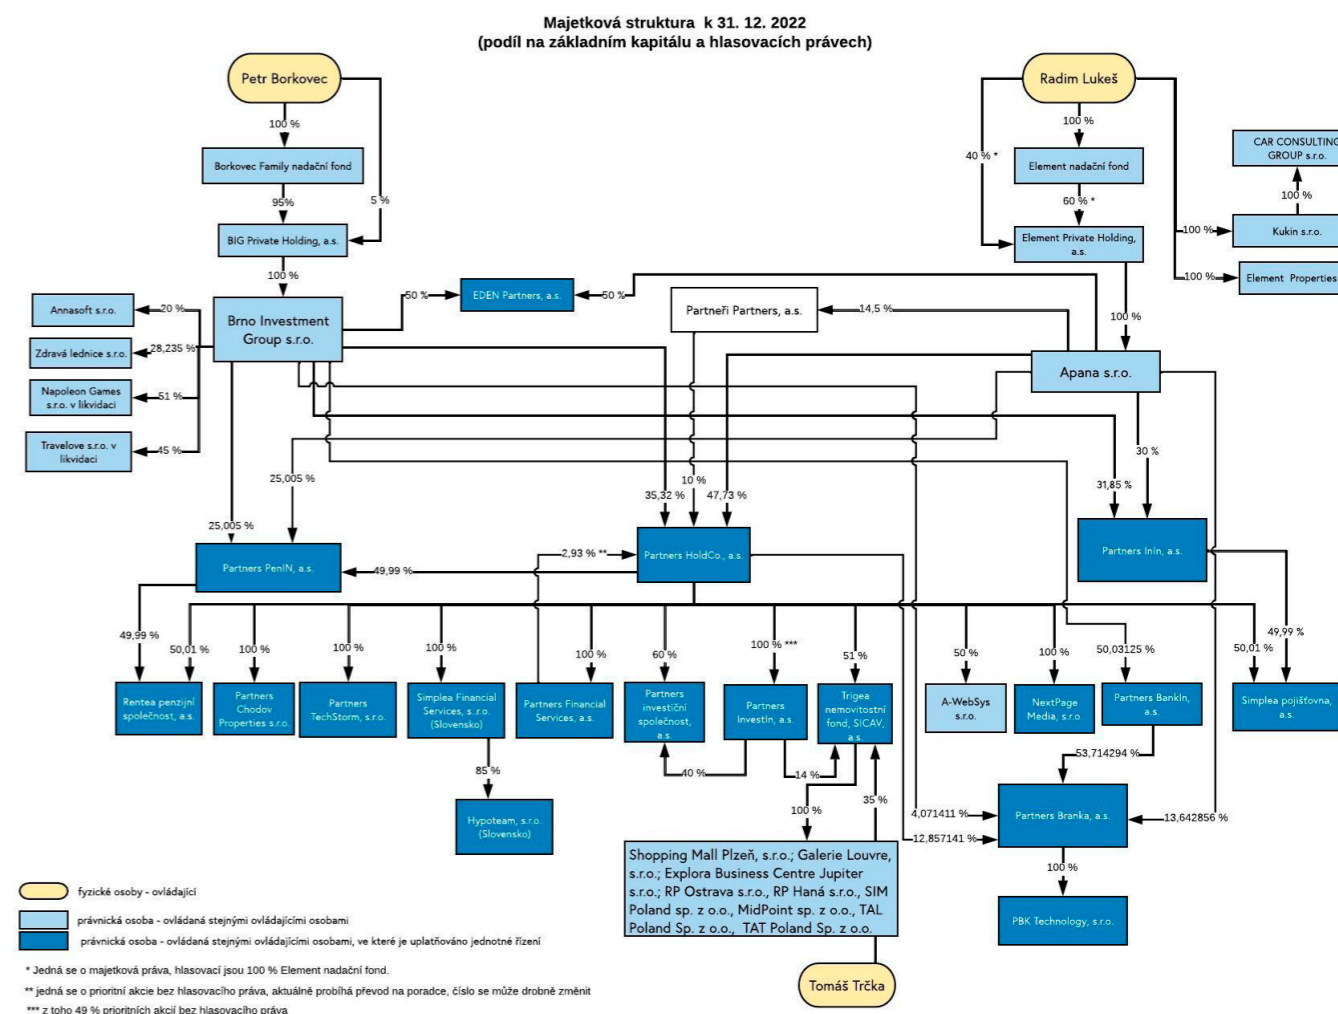 Majetková struktura k 31. 12. 2022
(podíl na základním kapitálu a hlasovacích právech)
Petr Borkovec
Radim Lukeš
100 %
100 %
40 % *
5 %
Borkovec Family nadační fond
Element nadační fond
CAR CONSULTING
GROUP s.r.o.
95%
60 % *
100 %
BIG Private Holding, a.s.
Element Private Holding,
a.s.
100 %
Kukin s.r.o.
100 %
100 %
Element Properties
EDEN Partners, a.s.
50 %
50 %
Annasoft s.r.o.
20 %
Brno Investment
Group s.r.o.
Partneři Partners, a.s.
14,5 %
100 %
Zdravá lednice s.r.o.
28,235 %
Apana s.r.o.
Napoleon Games
s.r.o. v likvidaci
51 %
Travelove s.r.o. v
likvidaci
45 %
30 %
25,005 %
10 %
31,85 %
35,32 %
47,73 %
25,005 %
Partners PenIN, a.s.
2,93 % **
Partners HoldCo., a.s.
Partners InIn, a.s.
49,99 %
49,99 %
50,01 %
100 %
100 %
100 %
100 %
60 %
100 % ***
51 %
50 %
100 %
50,03125 %
50,01 %
49,99 %
Rentea penzijní
společnost, a.s.
Partners
Chodov
Properties s.r.o.
Partners
TechStorm, s.r.o.
Simplea Financial
Services, s.r.o.
(Slovensko)
Partners Financial
Services, a.s.
Partners
investiční
společnost,
a.s.
Partners
InvestIn, a.s.
Trigea
nemovitostní
fond, SICAV,
a.s.
A-WebSys
s.r.o.
NextPage
Media, s.r.o.
Partners BankIn,
a.s.
Simplea pojišťovna,
a.s.
85 %
40 %
14 %
53,714294 %
Hypoteam, s.r.o.
(Slovensko)
100 %
35 %
4,071411 %
12,857141 %
Partners Branka, a.s.
13,642856 %
Shopping Mall Plzeň, s.r.o.; Galerie Louvre,
s.r.o.; Explora Business Centre Jupiter
s.r.o.; RP Ostrava s.r.o., RP Haná s.r.o., SIM
Poland sp. z o.o., MidPoint sp. z o.o., TAL
Poland Sp. z o.o., TAT Poland Sp. z o.o.
100 %
PBK Technology, s.r.o.
Tomáš Trčka
fyzické osoby - ovládající
právnická osoba - ovládaná stejnými ovládajícími osobami
právnická osoba - ovládaná stejnými ovládajícími osobami, ve které je uplatňováno jednotné řízení
* Jedná se o majetková práva, hlasovací jsou 100 % Element nadační fond.
** jedná se o prioritní akcie bez hlasovacího práva, aktuálně probíhá převod na poradce, číslo se může drobně změnit
*** z toho 49 % prioritních akcií bez hlasovacího práva